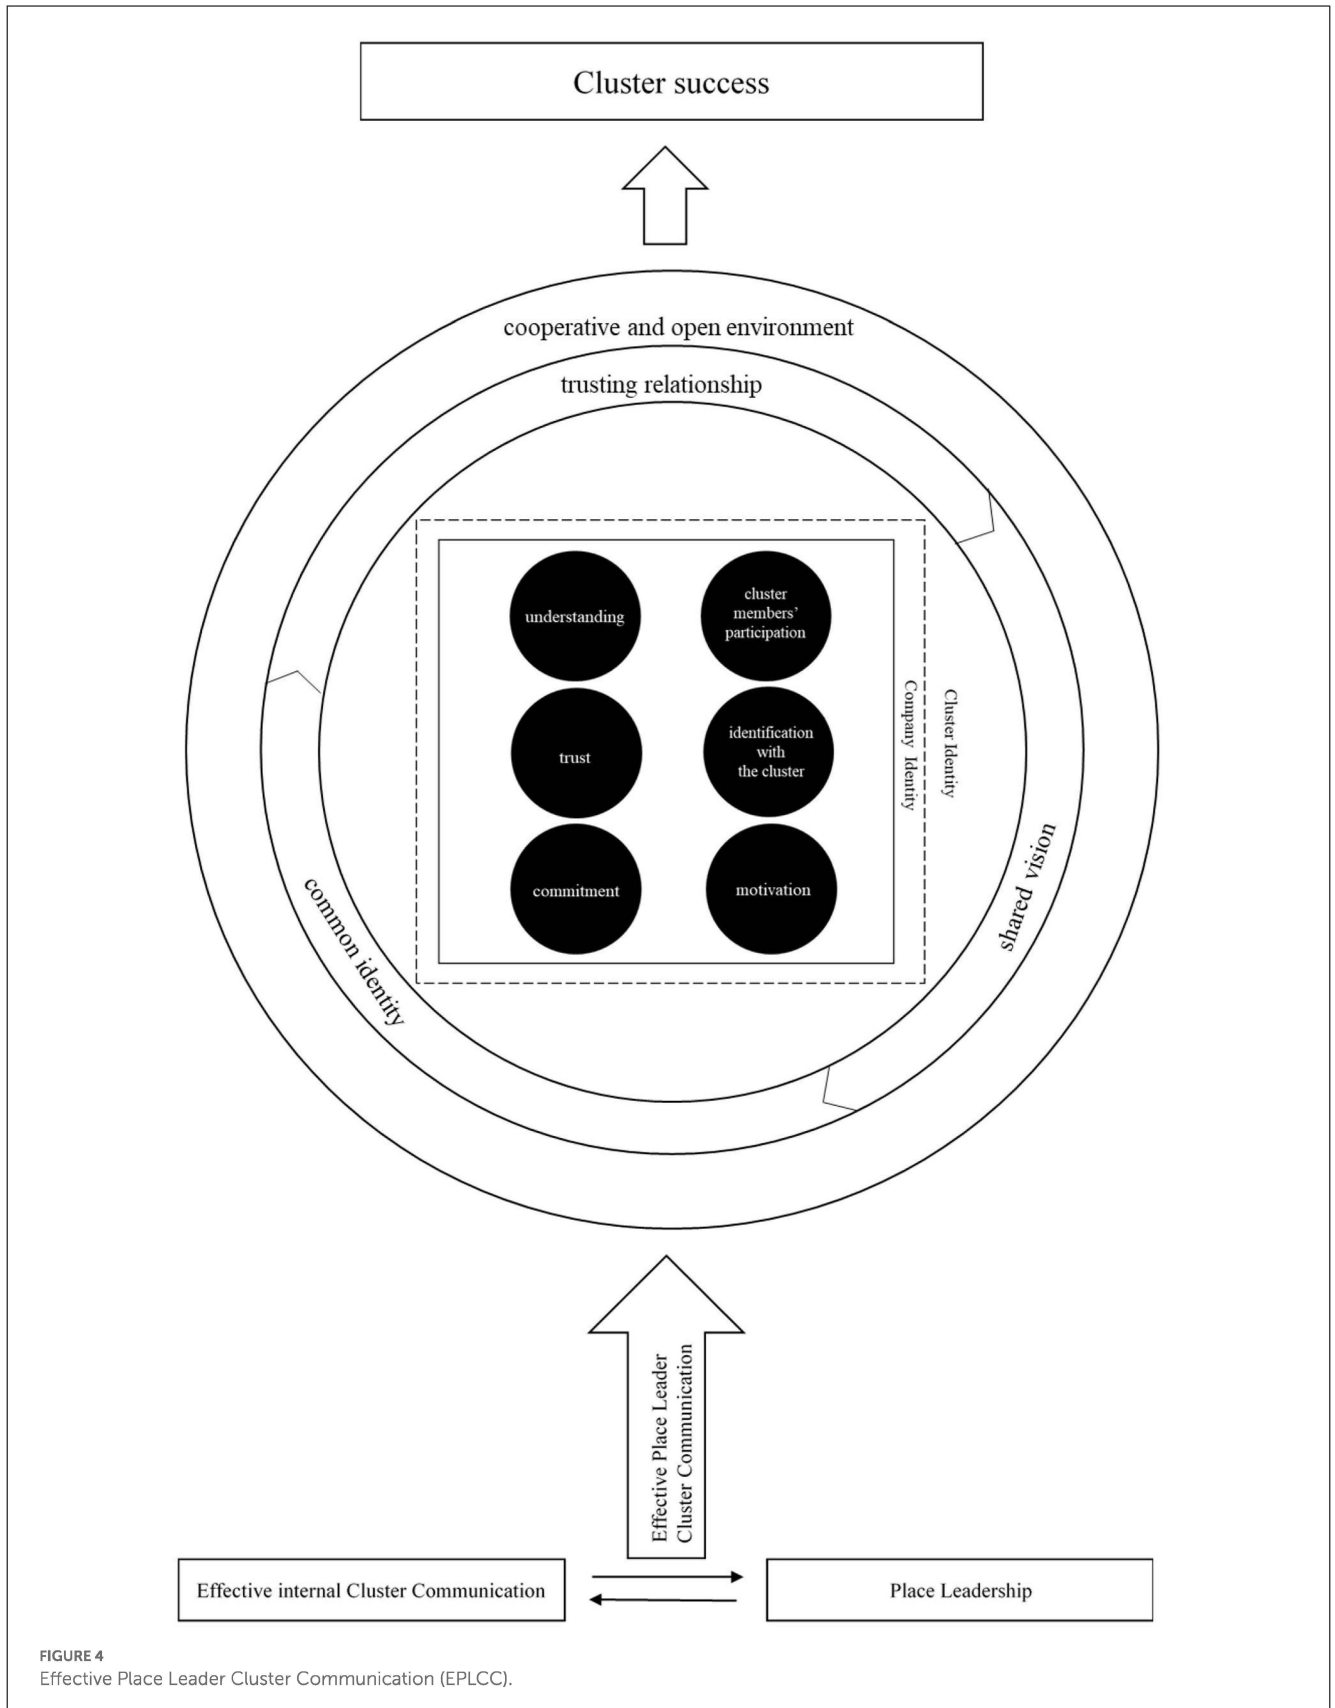 Cluster success
cooperative and open environment
trusting relationship
understanding
cluster
members’
participation
trust
identification
with
the cluster
commitment
motivation
Company Identity
Cluster Identity
common identity
shared vision
Effective Place Leader
Cluster Communication
Effective internal Cluster Communication
Place Leadership
FIGURE 4
Effective Place Leader Cluster Communication (EPLCC).